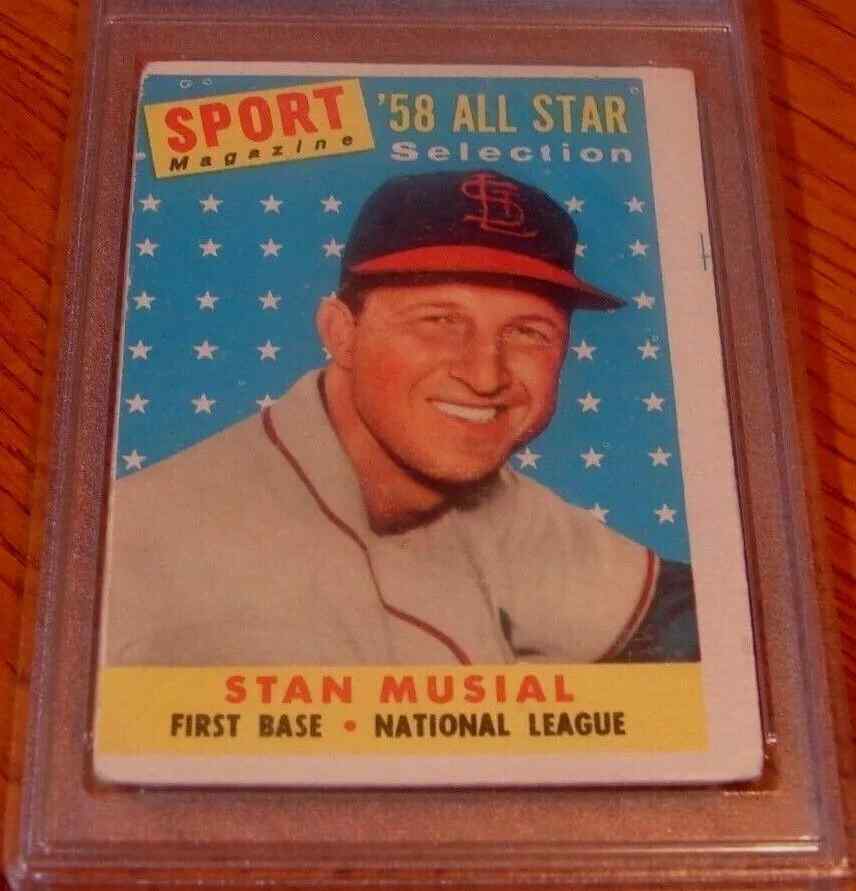 SPORT
Magazine
'58 ALL STAR
Selection
STL
STAN MUSIAL
FIRST BASE • NATIONAL LEAGUE